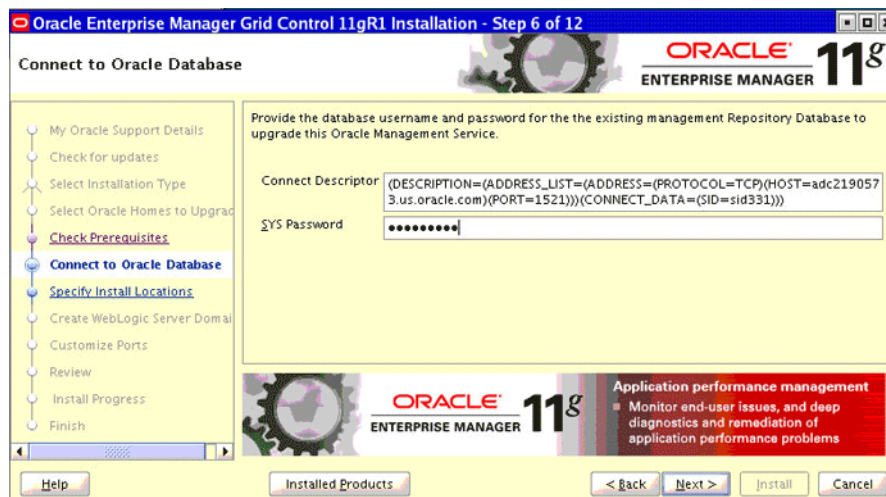 Oracle Enterprise Manager Grid Control 11gR1 Installation - Step 6 of 12
Connect to Oracle Database
ORACLE
ENTERPRISE MANAGER 11g
My Oracle Support Details
Check for updates
Select Installation Type
Select Oracle Homes to Upgrad
Check Prerequisites
Connect to Oracle Database
Specify Install Locations
Create WebLogic Server Domai
Customize Ports
Review
Install Progress
Finish
Provide the database username and password for the the existing management Repository Database to
upgrade this Oracle Management Service.
Connect Descriptor (DESCRIPTION=(ADDRESS_LIST=(ADDRESS=(PROTOCOL=TCP)(HOST=adc219057
3.us.oracle.com)(PORT=1521)))(CONNECT_DATA=(SID=sid331)))
SYS Password •••••••••
ORACLE
ENTERPRISE MANAGER 11g
Application performance management
Monitor end-user issues, and deep
diagnostics and remediation of
application performance problems
Help Installed Products < Back Next > Install Cancel